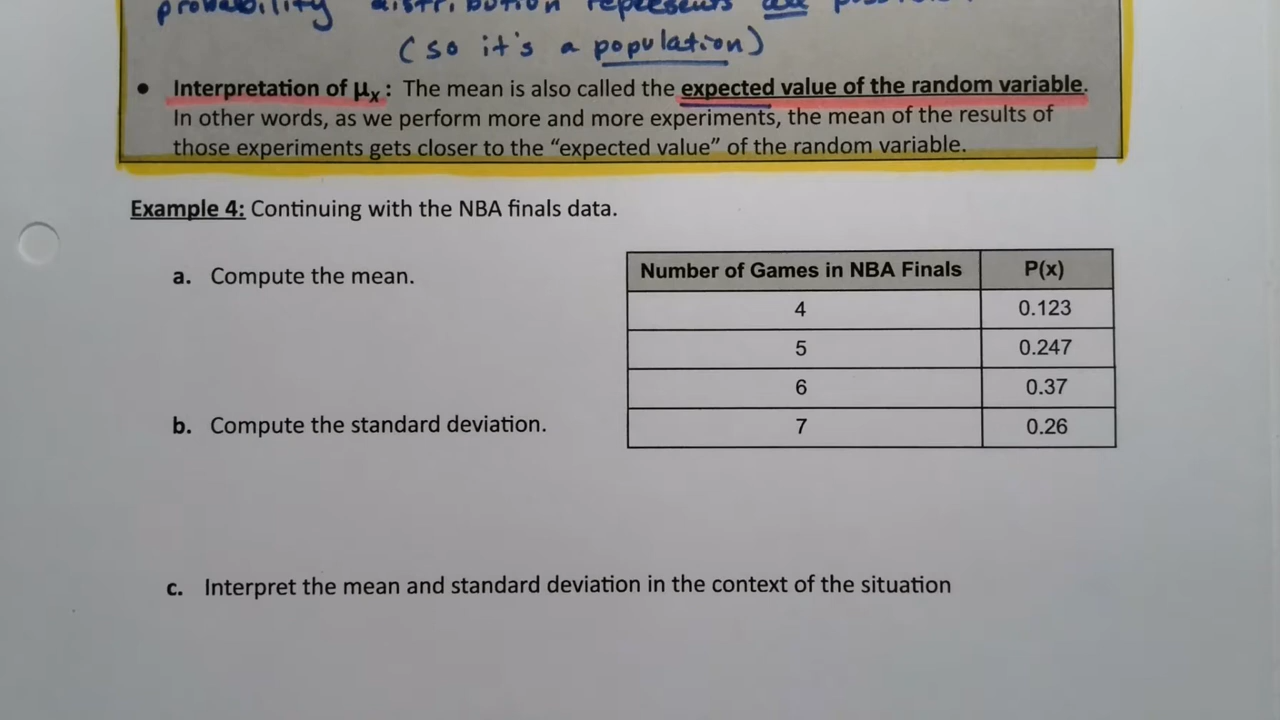 probability distribution represents all
(so it's a population)
• Interpretation of μx: The mean is also called the expected value of the random variable.
In other words, as we perform more and more experiments, the mean of the results of
those experiments gets closer to the “expected value” of the random variable.
Example 4: Continuing with the NBA finals data.
a. Compute the mean.
Number of Games in NBA Finals P(x)
4 0.123
5 0.247
6 0.37
7 0.26
b. Compute the standard deviation.
c. Interpret the mean and standard deviation in the context of the situation